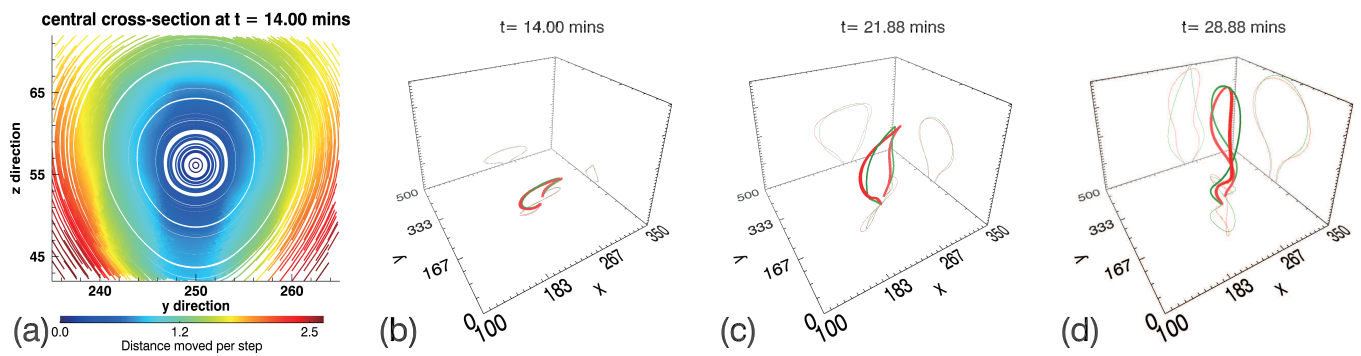 central cross-section at t = 14.00 mins
z direction
65
55
45
240 250 260
y direction
0.0 1.2 2.5
Distance moved per step
(a)
t= 14.00 mins
500
333
167
0
y
100
183
267
350
x
(b)
t= 21.88 mins
500
333
167
0
y
100
183
267
350
x
(c)
t= 28.88 mins
500
333
167
0
y
100
183
267
350
x
(d)